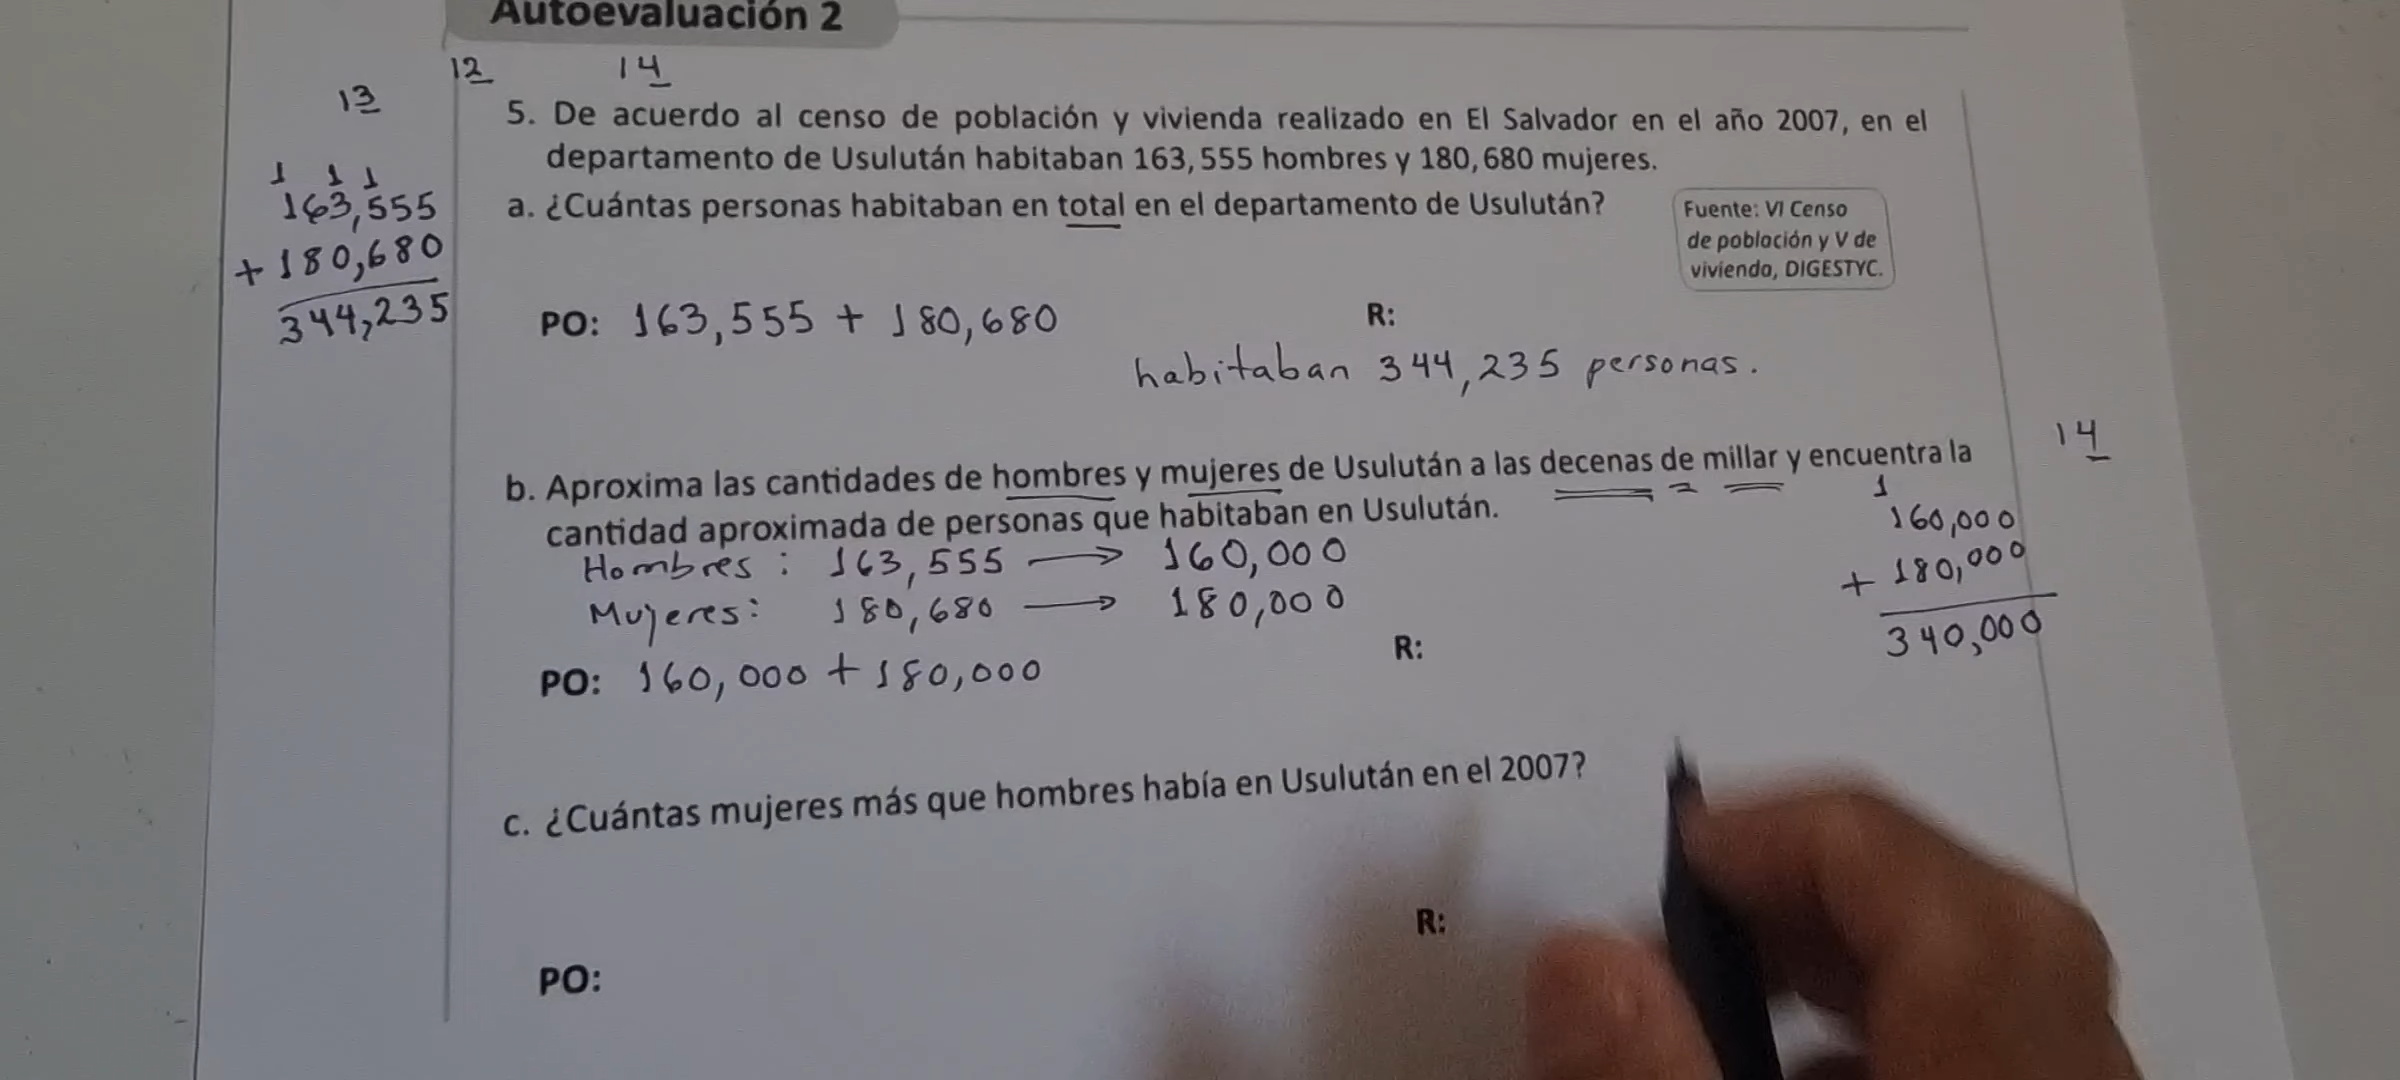 Autoevaluación 2
12
14
13
5. De acuerdo al censo de población y vivienda realizado en El Salvador en el año 2007, en el
departamento de Usulután habitaban 163,555 hombres y 180,680 mujeres.
1 1 1
163,555
+ 180,680
344,235
a. ¿Cuántas personas habitaban en total en el departamento de Usulután?
Fuente: VI Censo
de población y V de
vivienda, DIGESTYC.
PO: 163,555 + 180,680
R:
habitaban 344,235 personas.
b. Aproxima las cantidades de hombres y mujeres de Usulután a las decenas de millar y encuentra la
cantidad aproximada de personas que habitaban en Usulután.
14
1
160,000
+ 180,000
340,000
Hombres : 163,555 → 160,000
Mujeres: 180,680 → 180,000
R:
PO: 160,000 + 180,000
c. ¿Cuántas mujeres más que hombres había en Usulután en el 2007?
R:
PO: